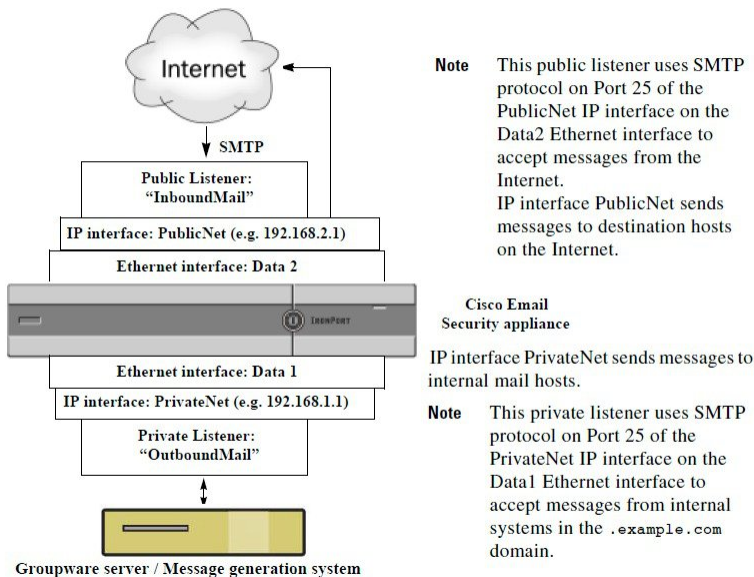 Internet
SMTP
Public Listener:
“InboundMail”
IP interface: PublicNet (e.g. 192.168.2.1)
Ethernet interface: Data 2
IRONPORT
Ethernet interface: Data 1
IP interface: PrivateNet (e.g. 192.168.1.1)
Private Listener:
“OutboundMail”
Groupware server / Message generation system
Note This public listener uses SMTP
protocol on Port 25 of the
PublicNet IP interface on the
Data2 Ethernet interface to
accept messages from the
Internet.
IP interface PublicNet sends
messages to destination hosts
on the Internet.
Cisco Email
Security appliance
IP interface PrivateNet sends messages to
internal mail hosts.
Note This private listener uses SMTP
protocol on Port 25 of the
PrivateNet IP interface on the
Data1 Ethernet interface to
accept messages from internal
systems in the .example.com
domain.